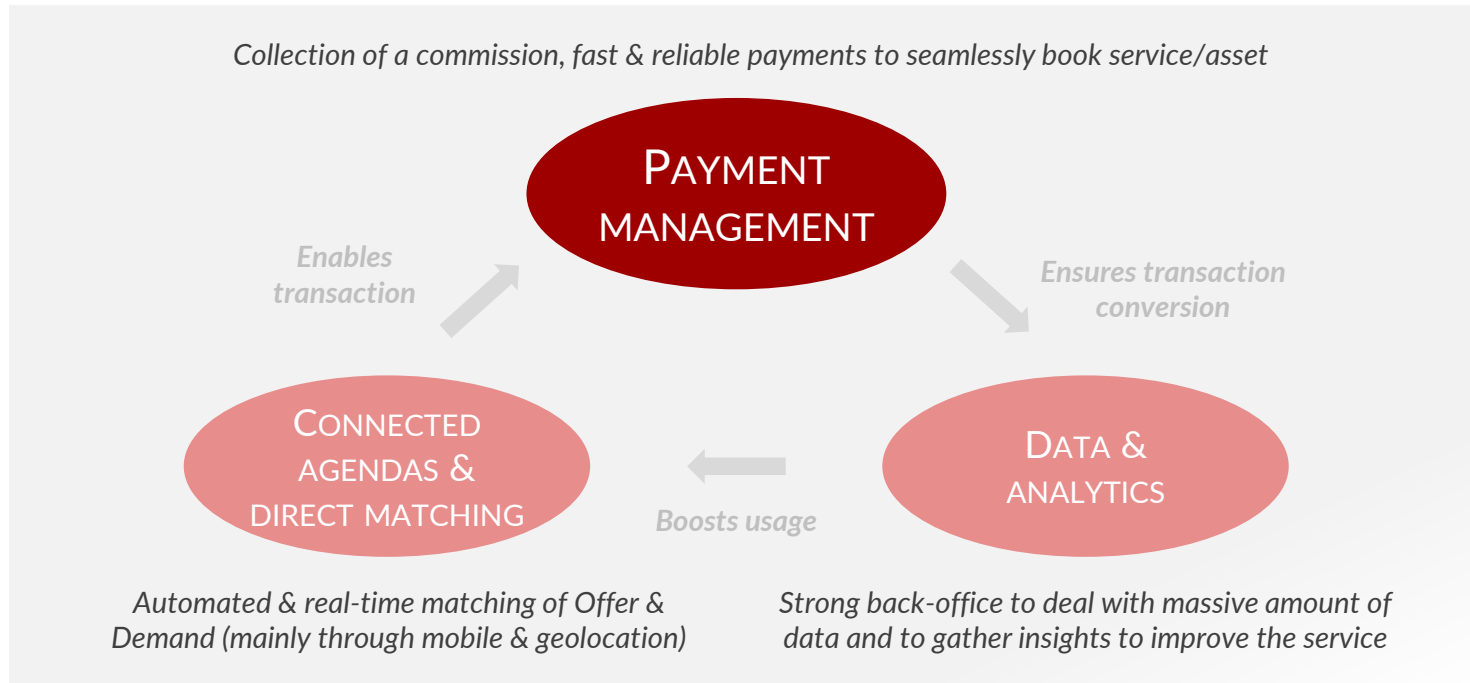 Collection of a commission, fast & reliable payments to seamlessly book service/asset
PAYMENT
MANAGEMENT
Enables
transaction
Ensures transaction
conversion
CONNECTED
AGENDAS &
DIRECT MATCHING
DATA &
ANALYTICS
Boosts usage
Automated & real-time matching of Offer &
Demand (mainly through mobile & geolocation)
Strong back-office to deal with massive amount of
data and to gather insights to improve the service